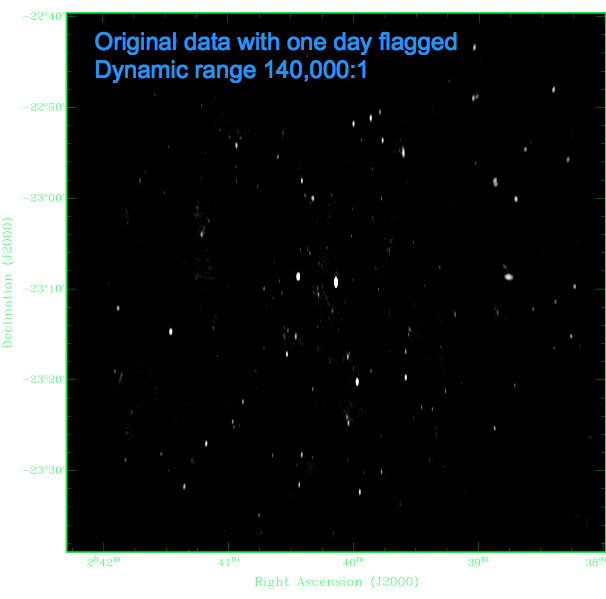 Original data with one day flagged
Dynamic range 140,000:1
−22°40′
−22°50′
−23°00′
−23°10′
−23°20′
−23°30′
Declination (J2000)
2ʰ42ᵐ 41ᵐ 40ᵐ 39ᵐ 38ᵐ
Right Ascension (J2000)